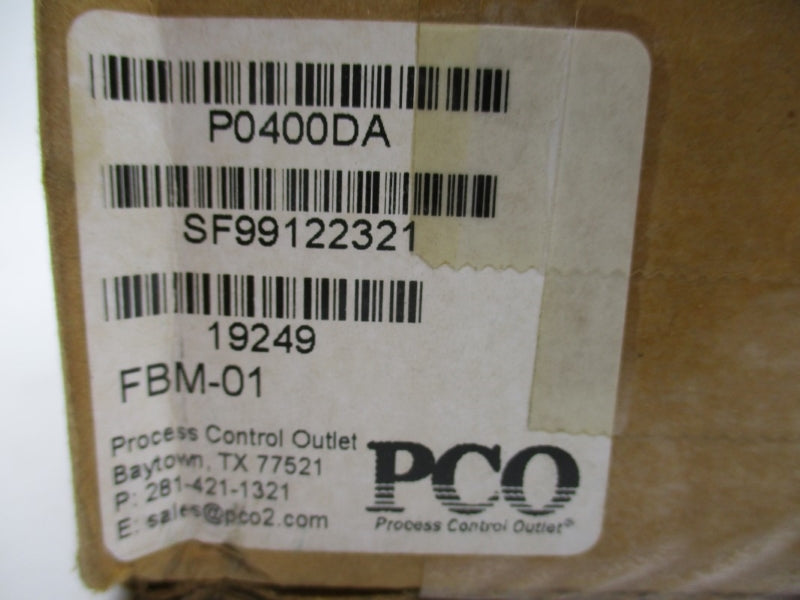 P0400DA
SF99122321
19249
FBM-01
Process Control Outlet
Baytown, TX 77521
P: 281-421-1321
E: sales@pco2.com
PCO
Process Control Outlet®